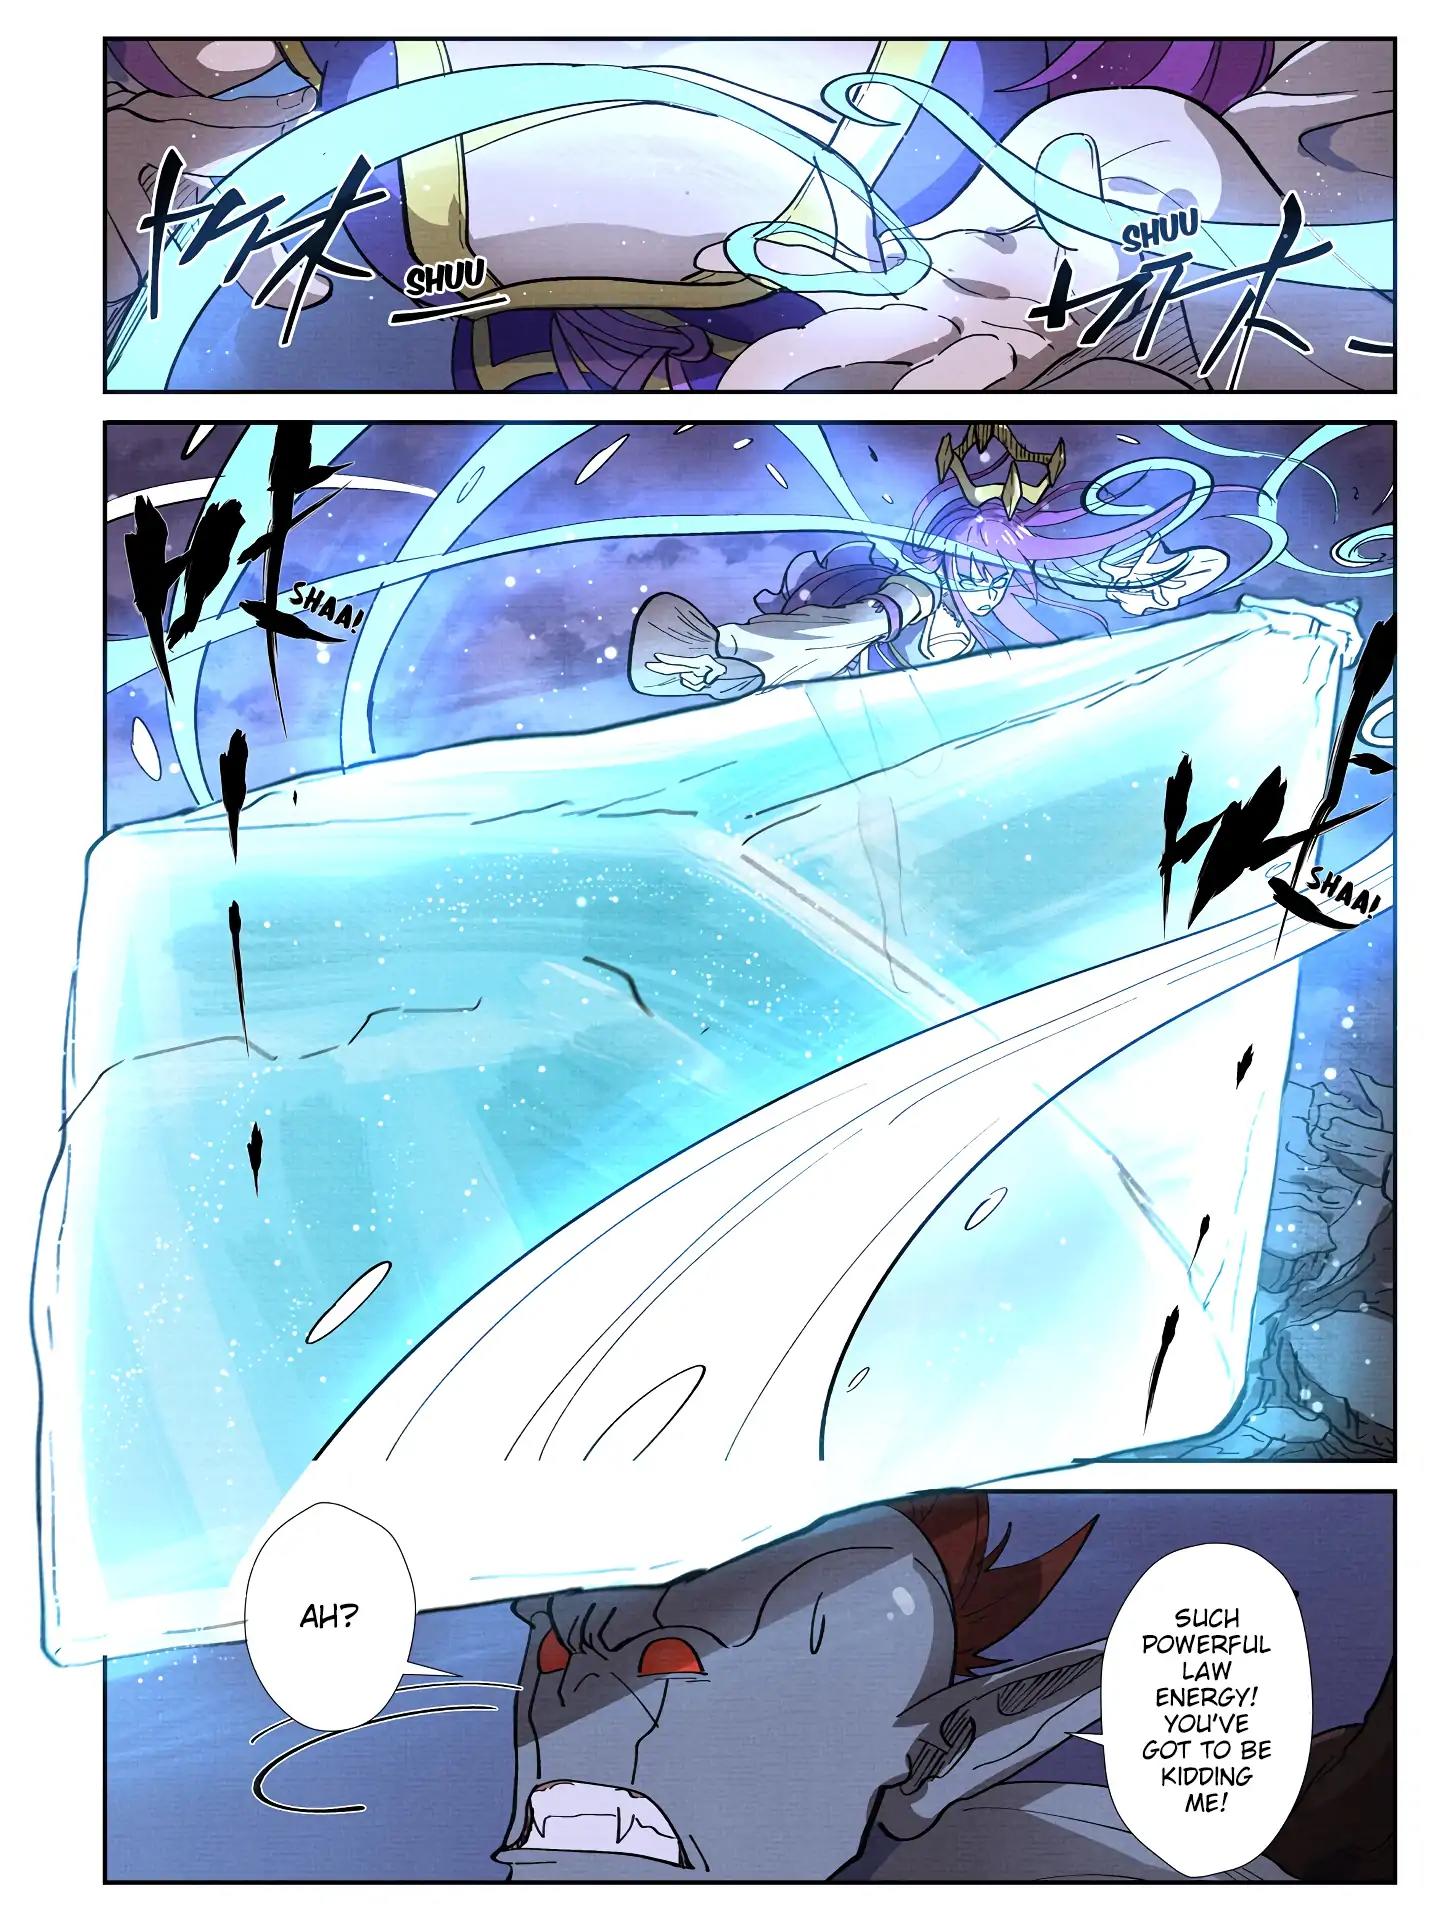 SHUU
SHUU
SHAA!
SHAA!
AH?
SUCH
POWERFUL
LAW
ENERGY!
YOU'VE
GOT TO BE
KIDDING
ME!